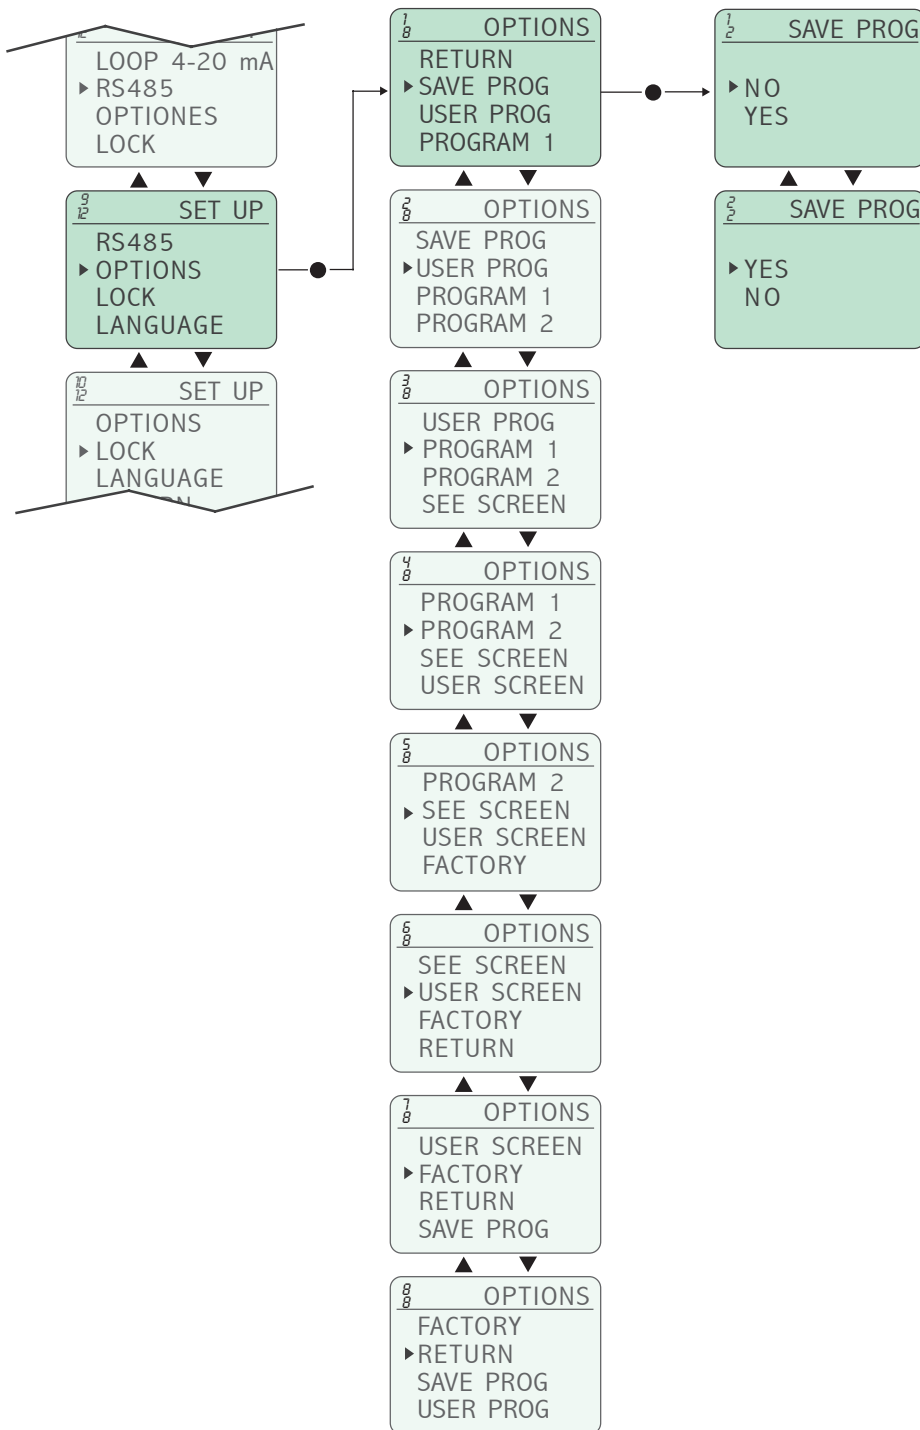 LOOP 4-20 mA
RS485
OPTIONES
LOCK
9
12
SET UP
RS485
OPTIONS
LOCK
LANGUAGE
10
12
SET UP
OPTIONS
LOCK
LANGUAGE
1
8
OPTIONS
RETURN
SAVE PROG
USER PROG
PROGRAM 1
2
8
OPTIONS
SAVE PROG
USER PROG
PROGRAM 1
PROGRAM 2
3
8
OPTIONS
USER PROG
PROGRAM 1
PROGRAM 2
SEE SCREEN
4
8
OPTIONS
PROGRAM 1
PROGRAM 2
SEE SCREEN
USER SCREEN
5
8
OPTIONS
PROGRAM 2
SEE SCREEN
USER SCREEN
FACTORY
6
8
OPTIONS
SEE SCREEN
USER SCREEN
FACTORY
RETURN
7
8
OPTIONS
USER SCREEN
FACTORY
RETURN
SAVE PROG
8
8
OPTIONS
FACTORY
RETURN
SAVE PROG
USER PROG
1
2
SAVE PROG
NO
YES
2
2
SAVE PROG
YES
NO